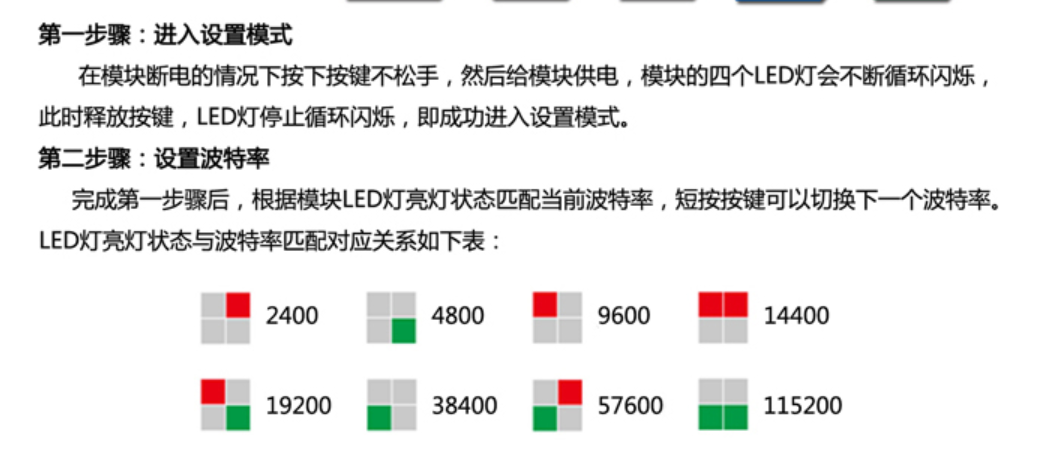 第一步骤：进入设置模式
在模块断电的情况下按下按键不松手，然后给模块供电，模块的四个LED灯会不断循环闪烁，
此时释放按键，LED灯停止循环闪烁，即成功进入设置模式。
第二步骤：设置波特率
完成第一步骤后，根据模块LED灯亮灯状态匹配当前波特率，短按按键可以切换下一个波特率。
LED灯亮灯状态与波特率匹配对应关系如下表：
2400 4800 9600 14400
19200 38400 57600 115200